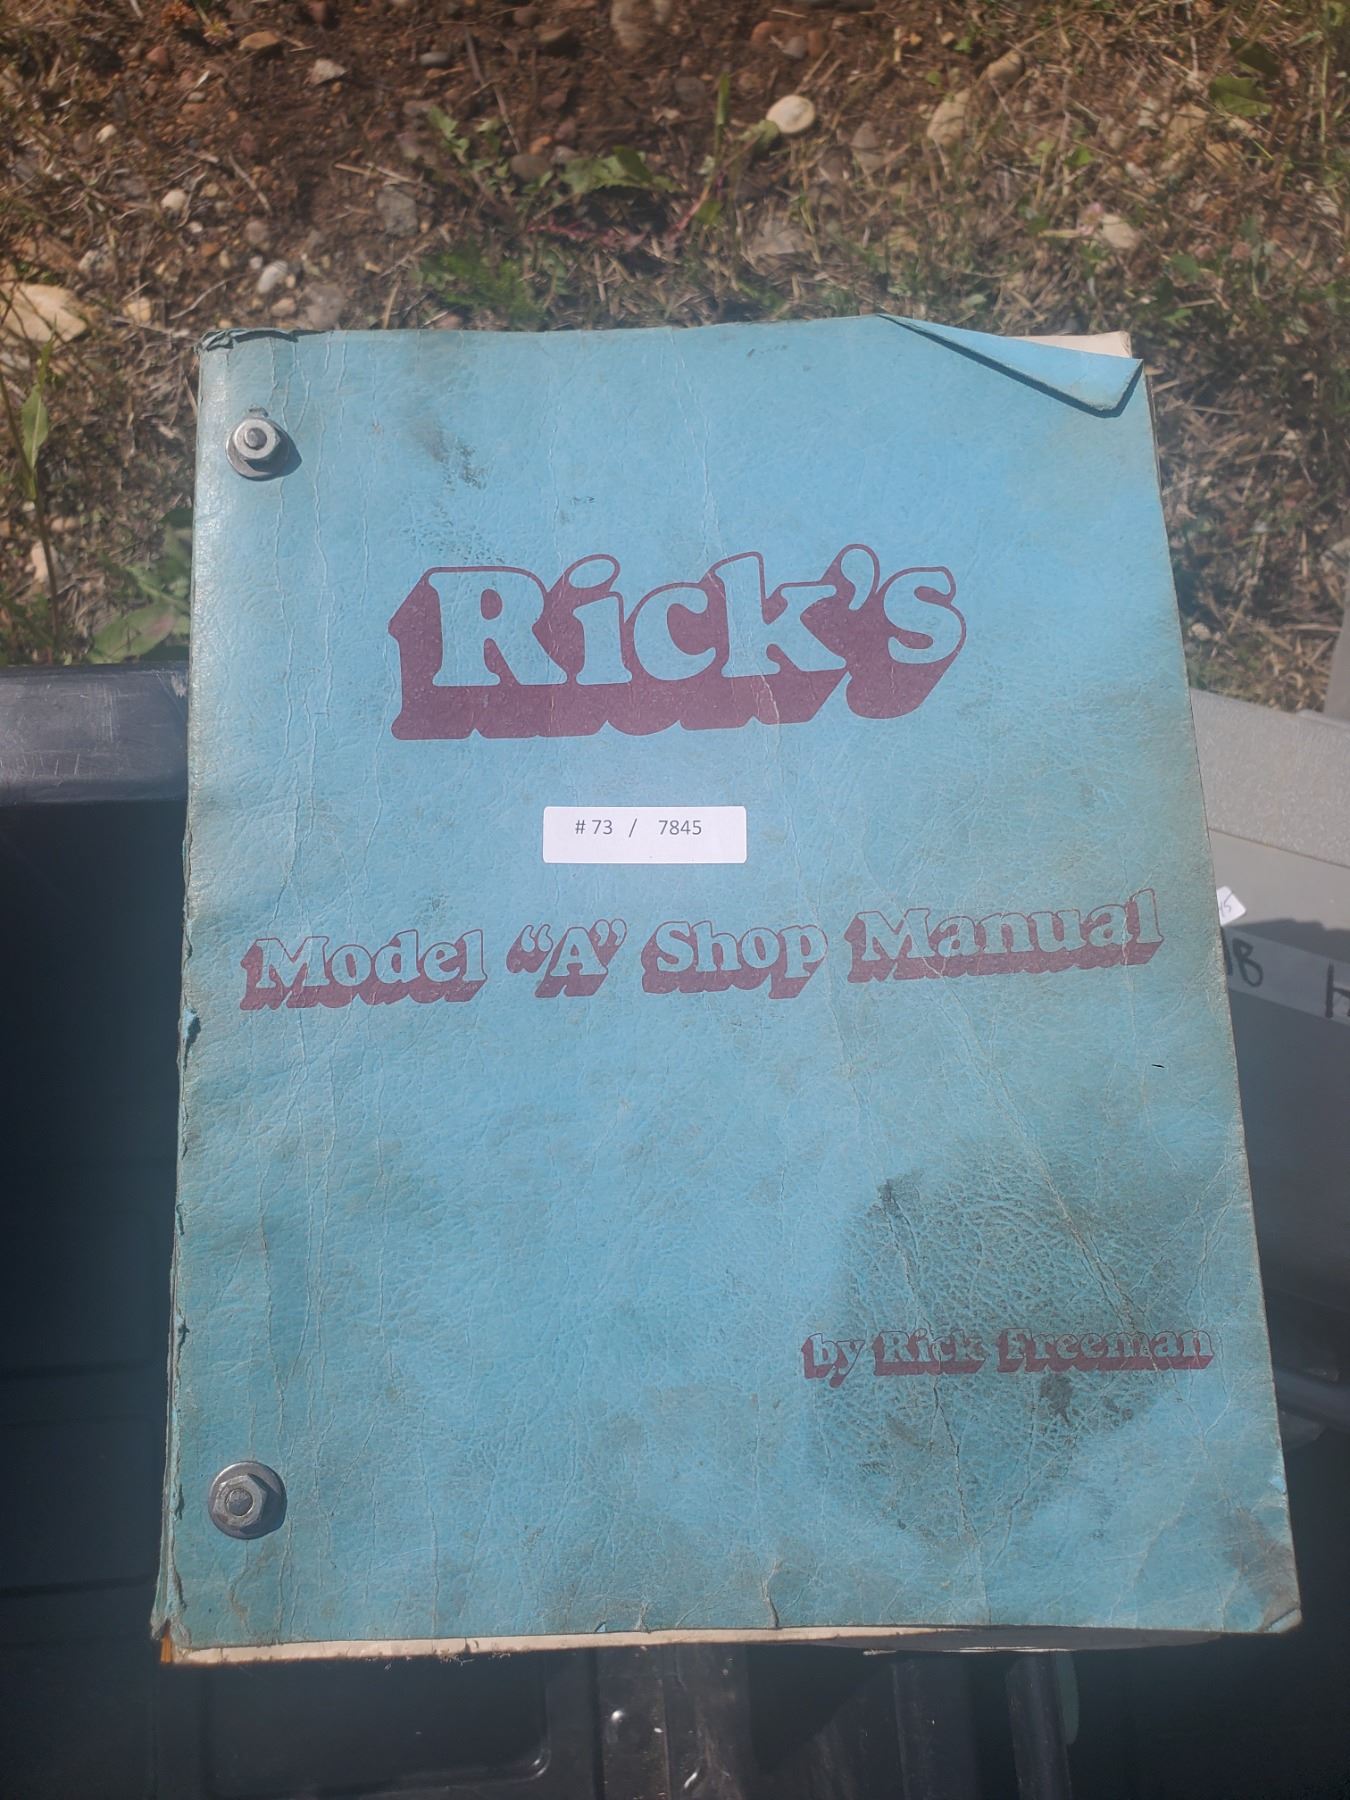 Rick's
# 73 / 7845
Model "A" Shop Manual
by Rick Freeman